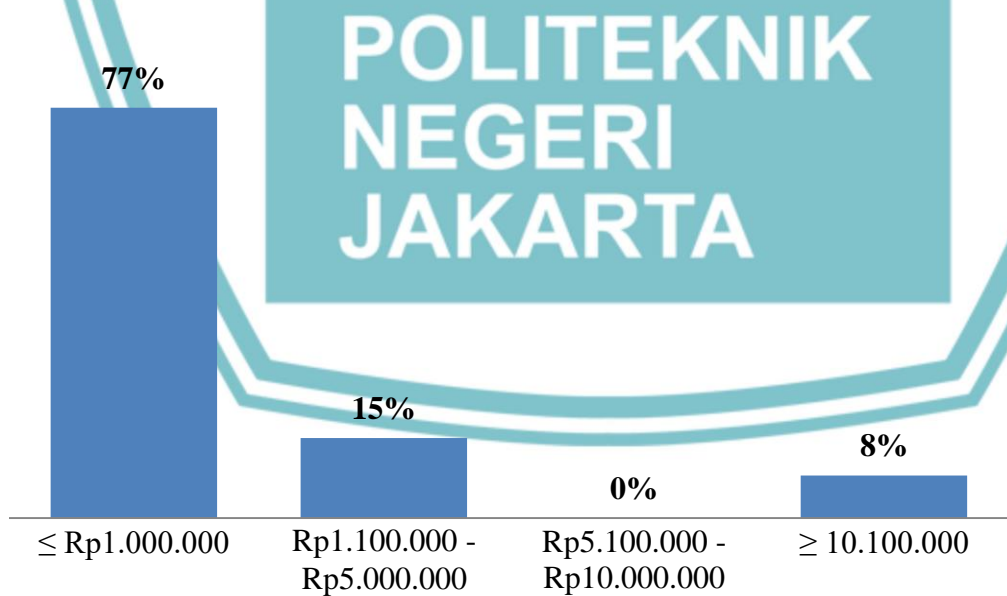 POLITEKNIK
NEGERI
JAKARTA
77%
15%
0%
8%
≤ Rp1.000.000
Rp1.100.000 -
Rp5.000.000
Rp5.100.000 -
Rp10.000.000
≥ 10.100.000